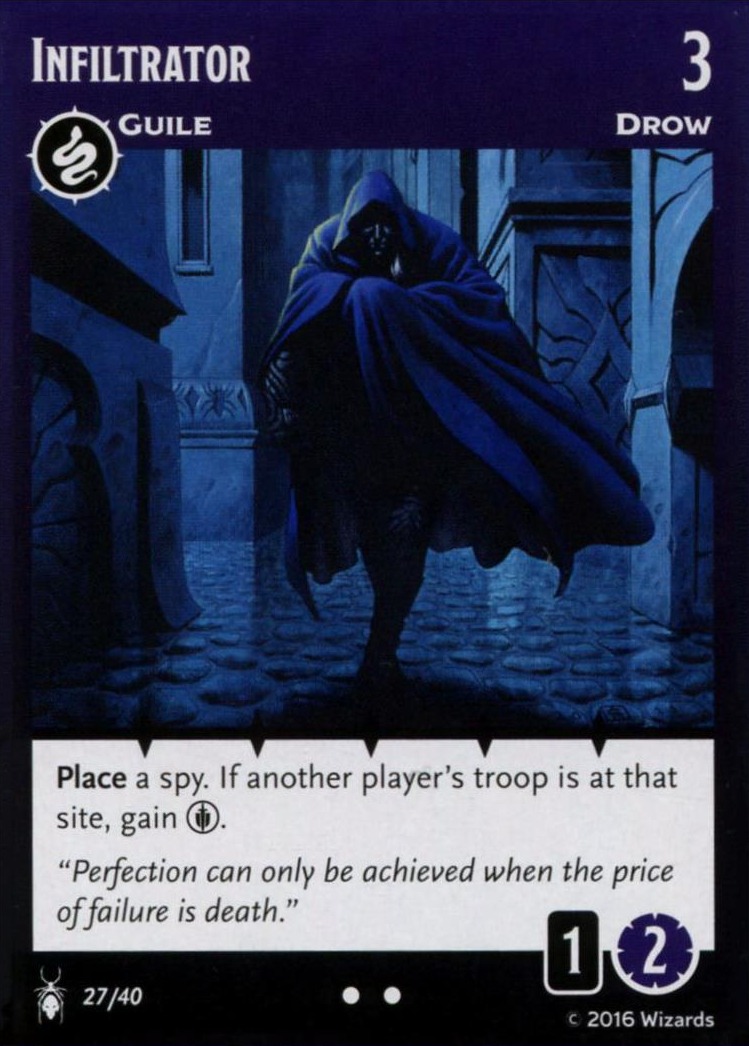 INFILTRATOR
3
GUILE
DROW
Place a spy. If another player's troop is at that
site, gain .
“Perfection can only be achieved when the price
of failure is death.”
1
2
27/40
© 2016 Wizards